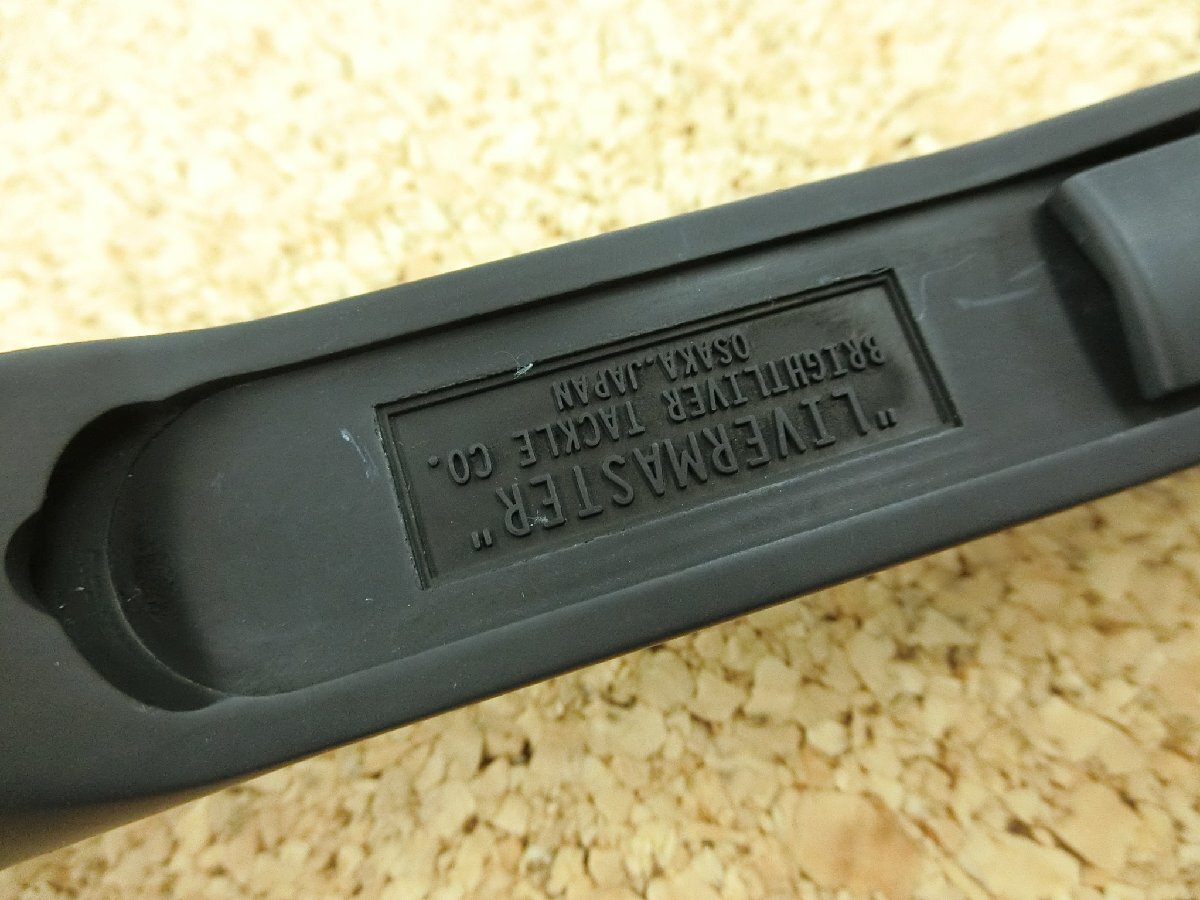 "LIVERMASTER"
BRIGHTLIVER TACKLE CO.
OSAKA.JAPAN